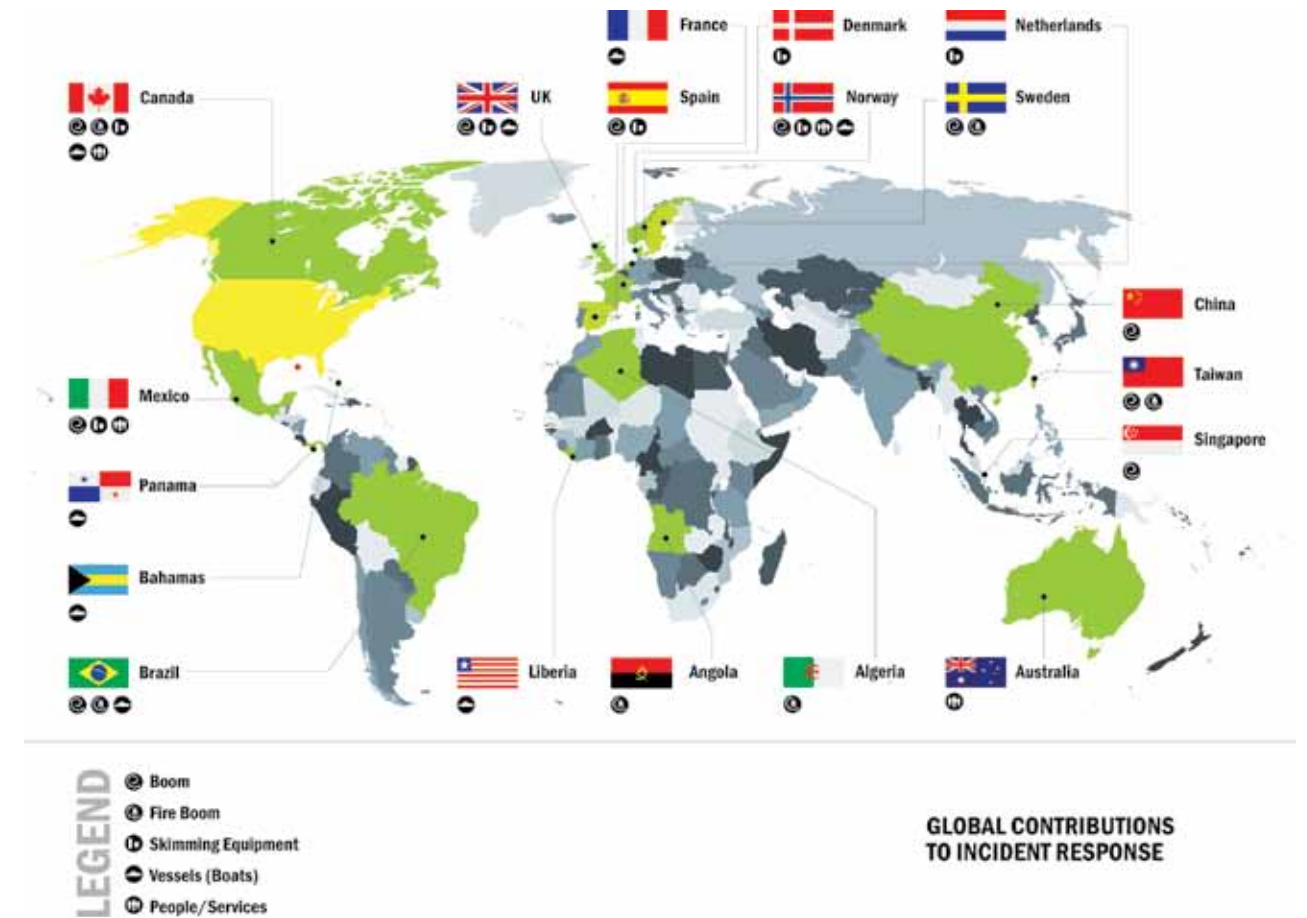 France
Denmark
Netherlands
Canada
UK
Spain
Norway
Sweden
China
Taiwan
Mexico
Singapore
Panama
Bahamas
Brazil
Liberia
Angola
Algeria
Australia
LEGEND
Boom
Fire Boom
Skimming Equipment
Vessels (Boats)
People/Services
GLOBAL CONTRIBUTIONS
TO INCIDENT RESPONSE